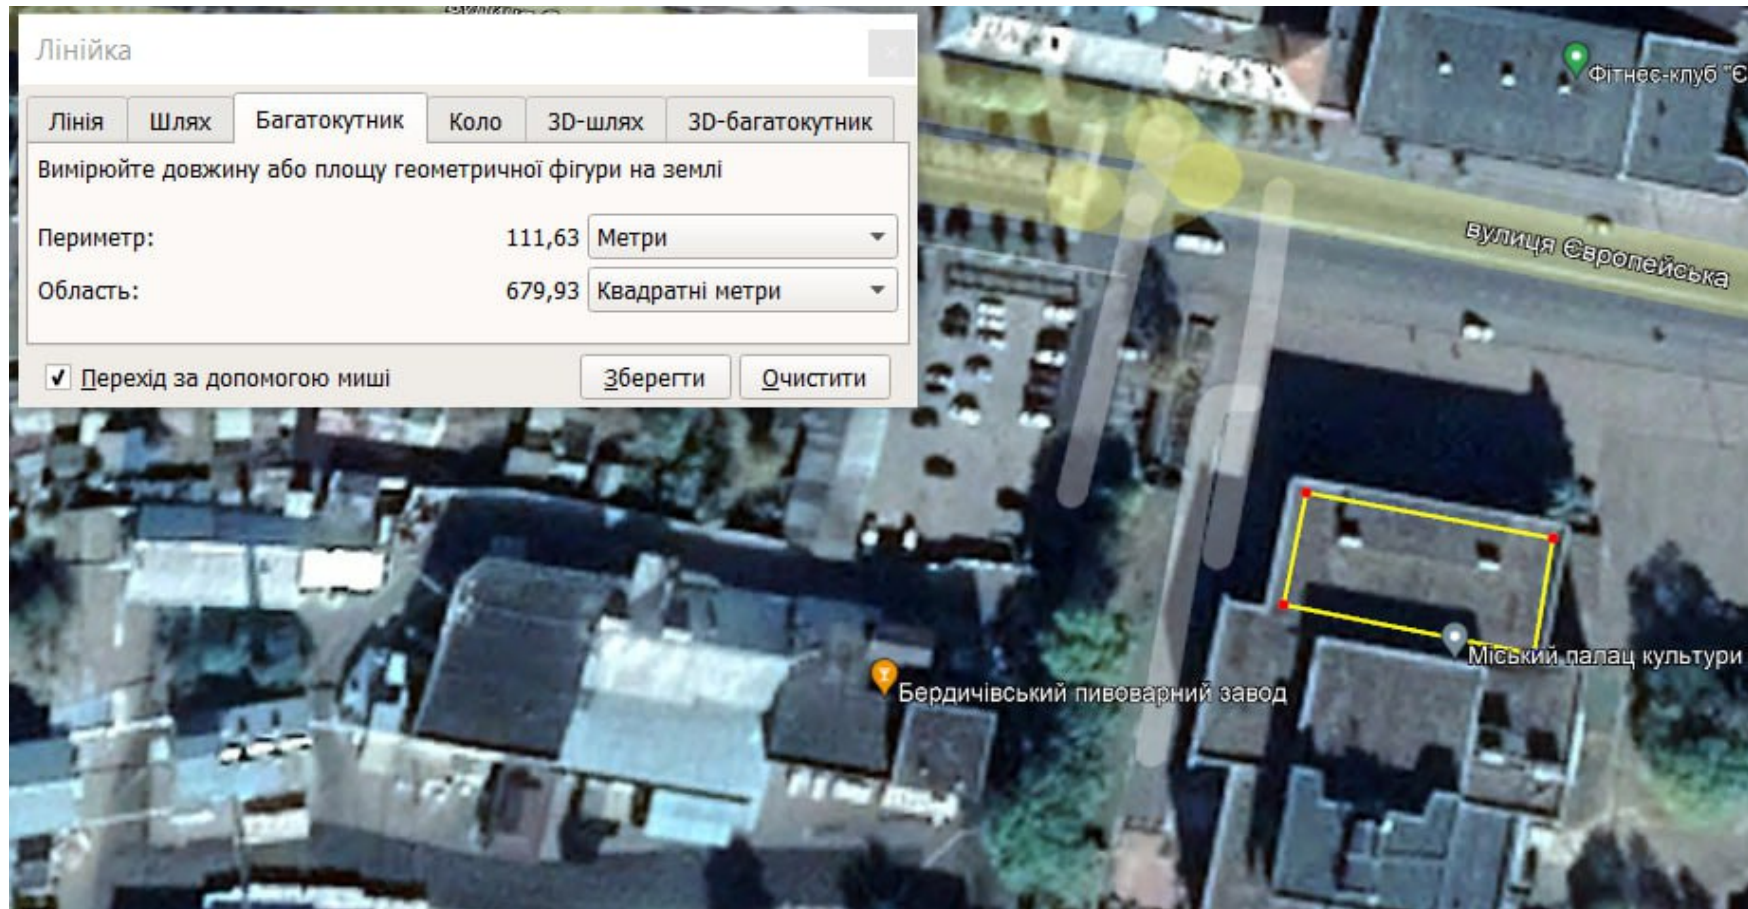 Лінійка
Лінія Шлях Багатокутник Коло 3D-шлях 3D-багатокутник
Вимірюйте довжину або площу геометричної фігури на землі
Периметр: 111,63 Метри
Область: 679,93 Квадратні метри
Перехід за допомогою миші Зберегти Очистити
Фітнес-клуб "Є
вулиця Європейська
Міський палац культури
Бердичівський пивоварний завод